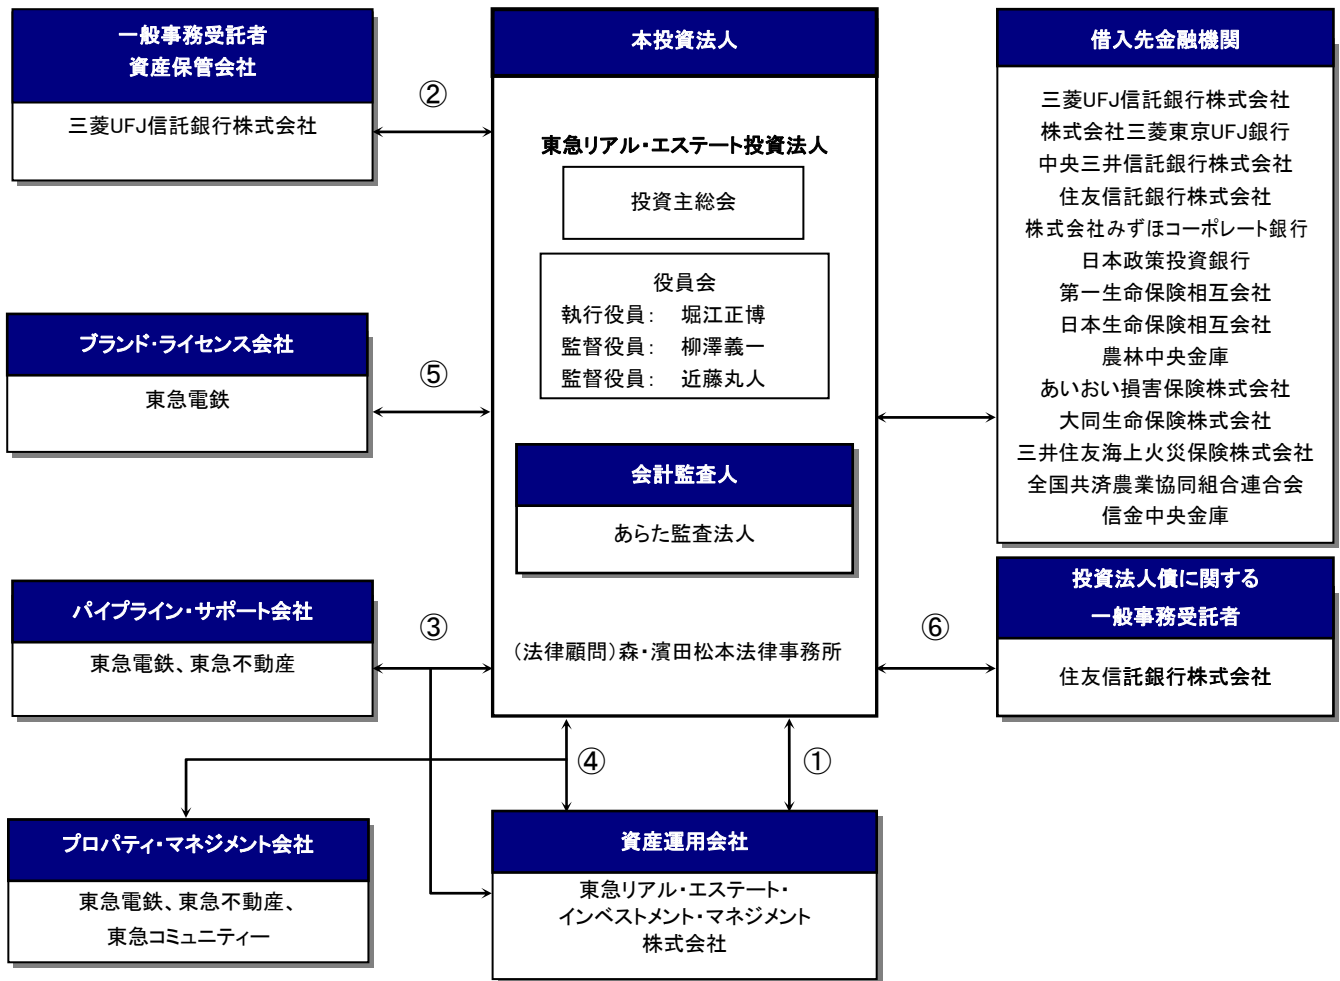 一般事務受託者
資産保管会社
三菱UFJ信託銀行株式会社
②
本投資法人
東急リアル・エステート投資法人
投資主総会
役員会
執行役員： 堀江正博
監督役員： 柳澤義一
監督役員： 近藤丸人
会計監査人
あらた監査法人
（法律顧問）森・濱田松本法律事務所
借入先金融機関
三菱UFJ信託銀行株式会社
株式会社三菱東京UFJ銀行
中央三井信託銀行株式会社
住友信託銀行株式会社
株式会社みずほコーポレート銀行
日本政策投資銀行
第一生命保険相互会社
日本生命保険相互会社
農林中央金庫
あいおい損害保険株式会社
大同生命保険株式会社
三井住友海上火災保険株式会社
全国共済農業協同組合連合会
信金中央金庫
ブランド・ライセンス会社
東急電鉄
⑤
パイプライン・サポート会社
東急電鉄、東急不動産
③
⑥
投資法人債に関する
一般事務受託者
住友信託銀行株式会社
④
①
プロパティ・マネジメント会社
東急電鉄、東急不動産、
東急コミュニティー
資産運用会社
東急リアル・エステート・
インベストメント・マネジメント
株式会社